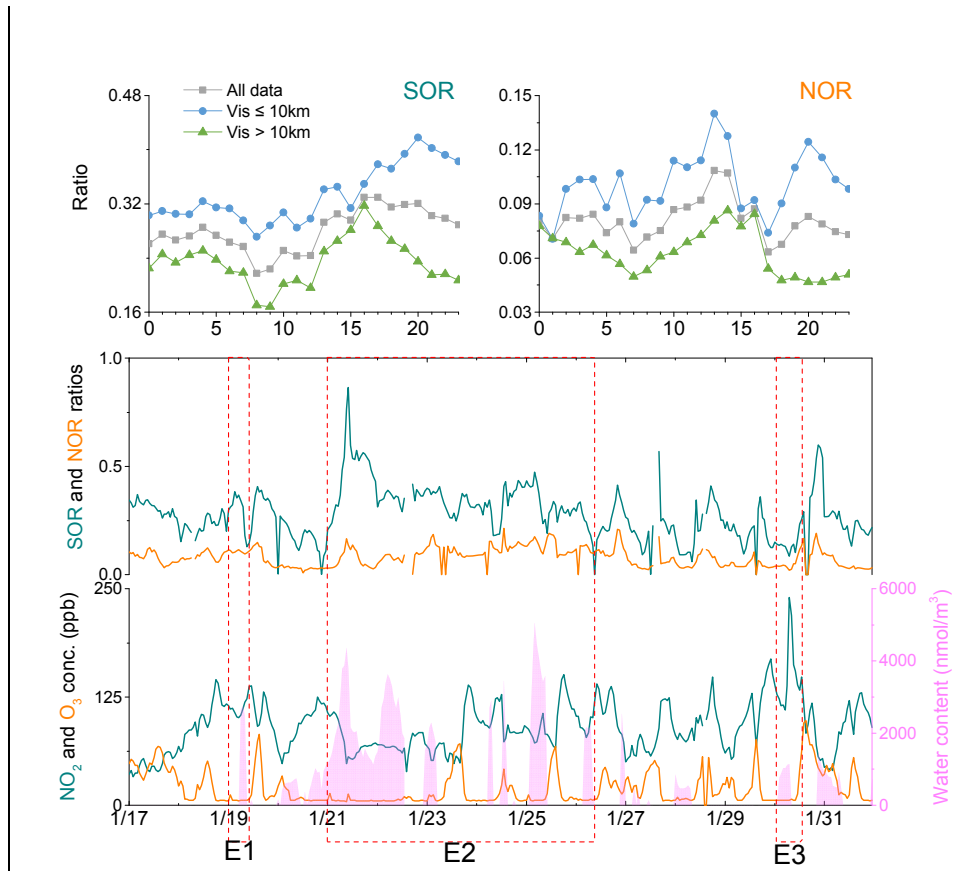 SOR
NOR
All data
Vis ≤ 10km
Vis > 10km
Ratio
0.48
0.32
0.16
0 5 10 15 20
0.15
0.12
0.09
0.06
0.03
0 5 10 15 20
SOR and NOR ratios
1.0
0.5
0.0
NO₂ and O₃ conc. (ppb)
250
125
0
6000
4000
2000
0
Water content (nmol/m³)
1/17 1/19 1/21 1/23 1/25 1/27 1/29 1/31
E1 E2 E3